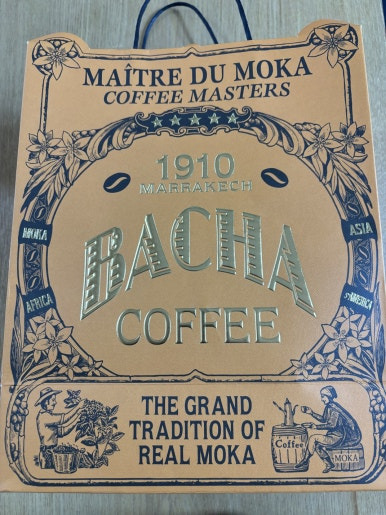 MAÎTRE DU MOKA
COFFEE MASTERS
1910
MARRAKECH
BACHA
COFFEE
MOKA
ASIA
AFRICA
S. AMERICA
THE GRAND
TRADITION OF
REAL MOKA
Coffee
MOKA